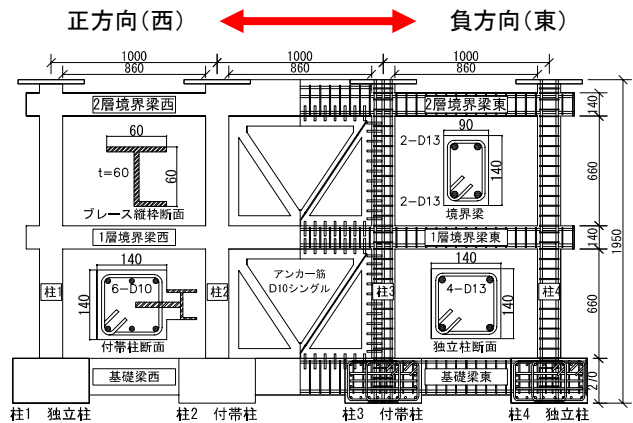 正方向(西)
負方向(東)
1000
1000
860
860
860
2層境界梁西
2層境界梁東
140
60
t=60
60
ブレース縦枠断面
90
2-D13
140
2-D13
境界梁
660
1950
1層境界梁西
1層境界梁東
140
140
6-D10
140
付帯柱断面
アンカー筋
D10シングル
140
4-D13
140
独立柱断面
660
柱1
柱2
柱3
柱4
基礎梁西
基礎梁東
270
柱1 独立柱
柱2 付帯柱
柱3 付帯柱
柱4 独立柱